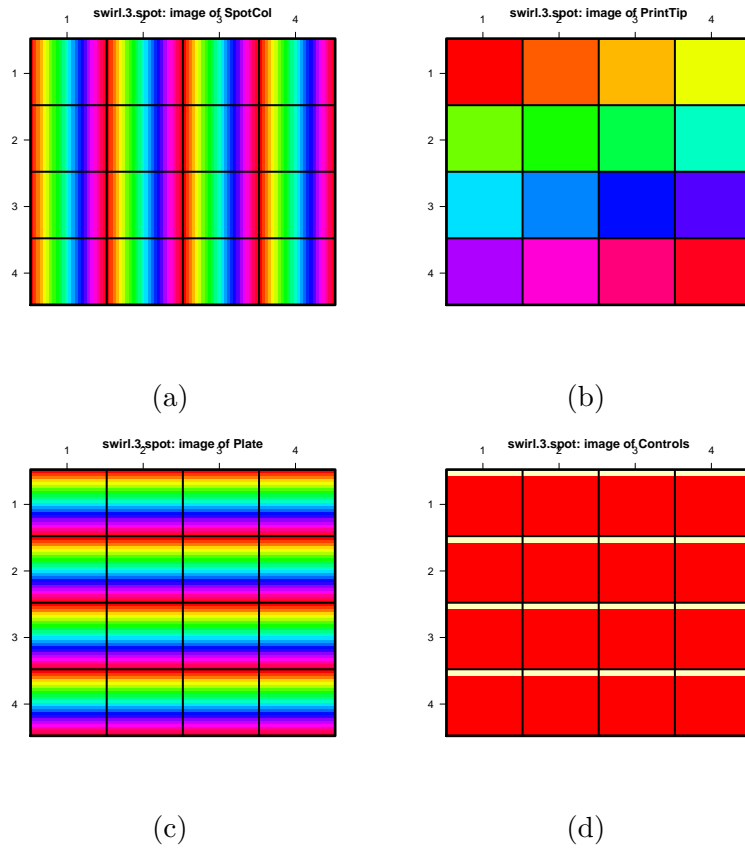 swirl.3.spot: image of SpotCol
1 2 3 4
1
2
3
4
(a)
swirl.3.spot: image of PrintTip
1 2 3 4
1
2
3
4
(b)
swirl.3.spot: image of Plate
1 2 3 4
1
2
3
4
(c)
swirl.3.spot: image of Controls
1 2 3 4
1
2
3
4
(d)